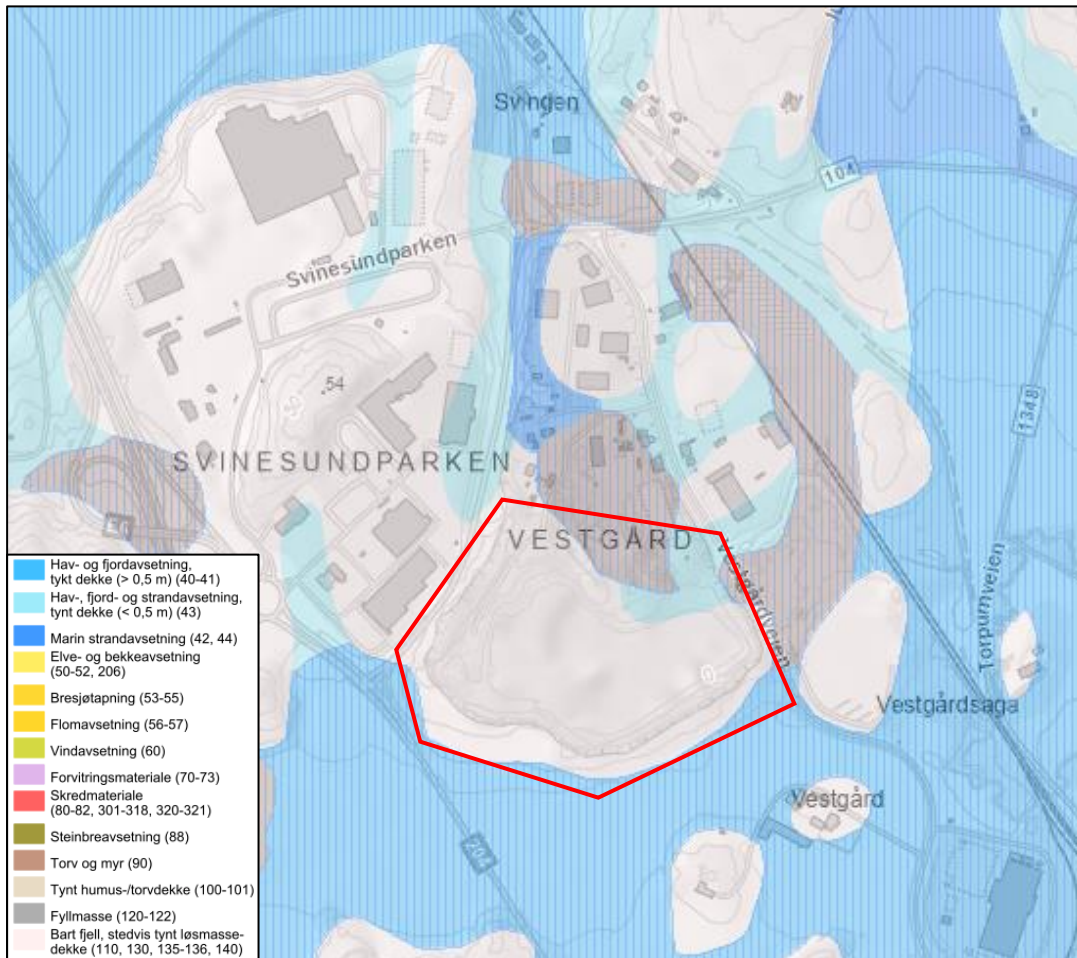 Svingen
104
Svinesundparken
54
1348
SVINESUNDPARKEN
VESTGÅRD
Vestgårdveien
Torpumveien
Vestgårdsaga
Vestgård
204
Hav- og fjordavsetning,
tykt dekke (> 0,5 m) (40-41)
Hav-, fjord- og strandavsetning,
tynt dekke (< 0,5 m) (43)
Marin strandavsetning (42, 44)
Elve- og bekkeavsetning
(50-52, 206)
Bresjøtapning (53-55)
Flomavsetning (56-57)
Vindavsetning (60)
Forvitringsmateriale (70-73)
Skredmateriale
(80-82, 301-318, 320-321)
Steinbreavsetning (88)
Torv og myr (90)
Tynt humus-/torvdekke (100-101)
Fyllmasse (120-122)
Bart fjell, stedvis tynt løsmasse-
dekke (110, 130, 135-136, 140)